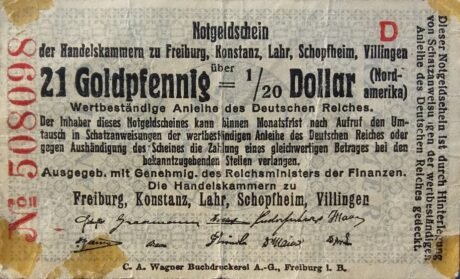 Notgeldschein
der Handelskammern zu Freiburg, Konstanz, Lahr, Schopfheim, Villingen
D
über
21 Goldpfennig = 1/20 Dollar (Nord-
amerika)
Wertbeständige Anleihe des Deutschen Reiches.
Der Inhaber dieses Notgeldscheines kann binnen Monatsfrist nach Aufruf den Um-
tausch in Schatzanweisungen der wertbeständigen Anleihe des Deutschen Reiches oder
gegen Aushändigung des Scheines die Zahlung eines gleichwertigen Betrages bei den
bekanntzugebenden Stellen verlangen.
Ausgegeb. mit Genehmig. des Reichsministers der Finanzen.
Die Handelskammern zu
Freiburg, Konstanz, Lahr, Schopfheim, Villingen
C. A. Wagner Buchdruckerei A.-G., Freiburg i. B.
No 508098
Dieser Notgeldschein ist durch Hinterlegung
von Schatzanweisungen der wertbeständigen
Anleihe des Deutschen Reiches gedeckt.